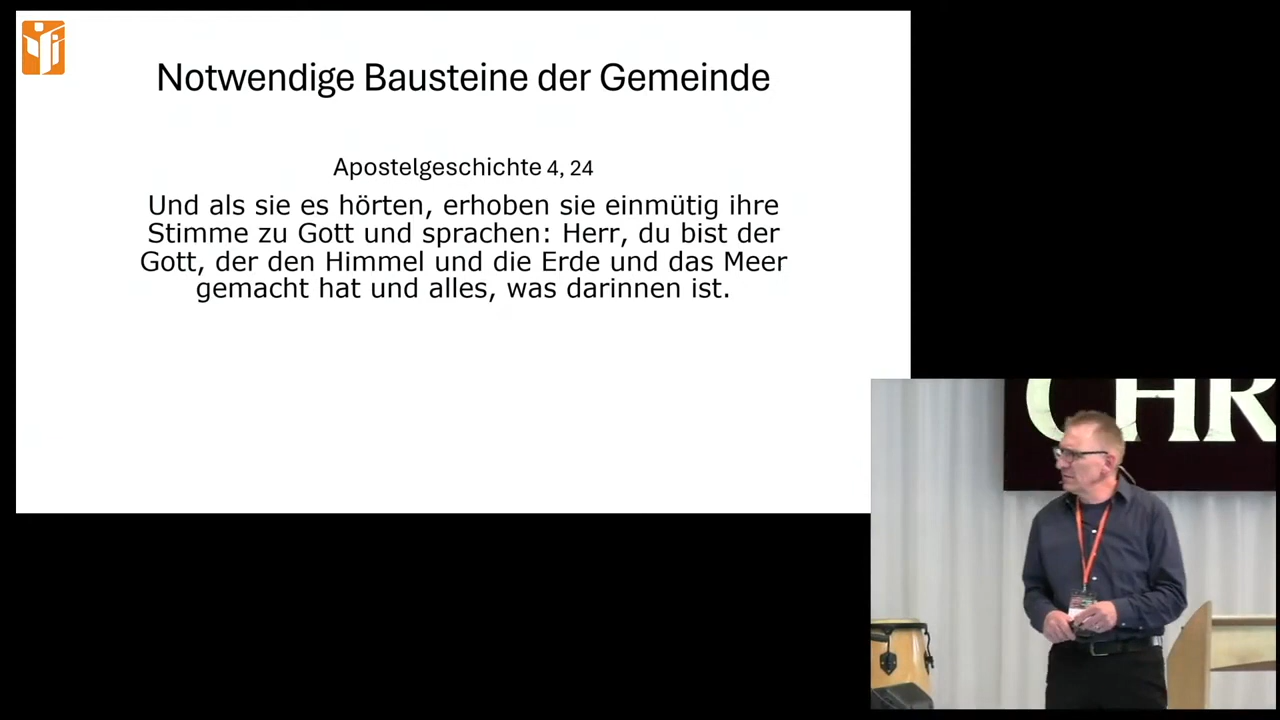 Notwendige Bausteine der Gemeinde
Apostelgeschichte 4, 24
Und als sie es hörten, erhoben sie einmütig ihre
Stimme zu Gott und sprachen: Herr, du bist der
Gott, der den Himmel und die Erde und das Meer
gemacht hat und alles, was darinnen ist.
CHR